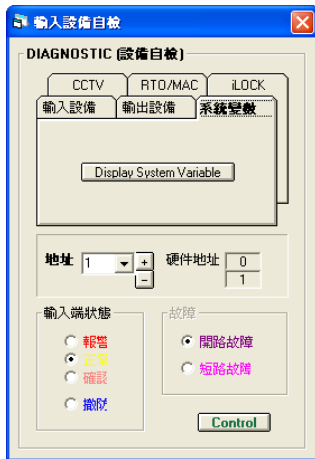 輸入設備自檢
DIAGNOSTIC (設備自檢)
CCTV RTO/MAC iLOCK
輸入設備 輸出設備 系統變數
Display System Variable
地址 1 + - 硬件地址 0
1
輸入端狀態 故障
報警 開路故障
正常
確認 短路故障
撤防
Control